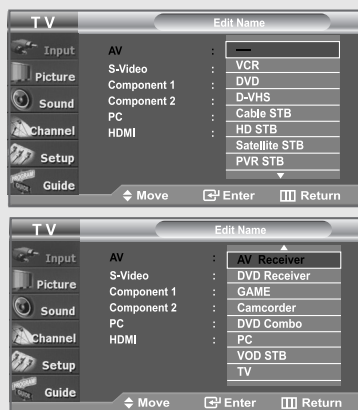 TV Edit Name
Input AV : —
VCR
Picture S-Video : DVD
Component 1 : D-VHS
Sound Component 2 : Cable STB
PC : HD STB
Channel HDMI : Satellite STB
PVR STB
Setup
Guide
Move Enter Return
TV Edit Name
Input AV : AV Receiver
S-Video : DVD Receiver
Picture Component 1 : GAME
Sound Component 2 : Camcorder
PC : DVD Combo
Channel HDMI : PC
VOD STB
Setup TV
Guide
Move Enter Return